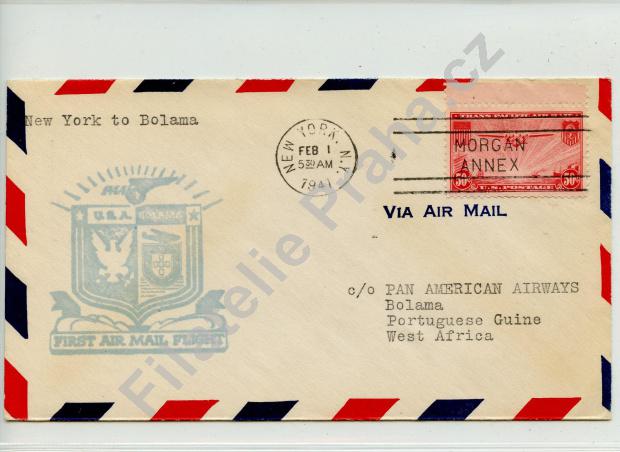 New York to Bolama
NEW YORK, N.Y.
FEB 1
5 30 AM
1941
TRANS-PACIFIC AIR MAIL
MORGAN
ANNEX
50¢ U.S. POSTAGE 50¢
VIA AIR MAIL
U.S.A. BOLAMA
FIRST AIR MAIL FLIGHT
c/o PAN AMERICAN AIRWAYS
Bolama
Portuguese Guine
West Africa
Filatelie Praha.cz